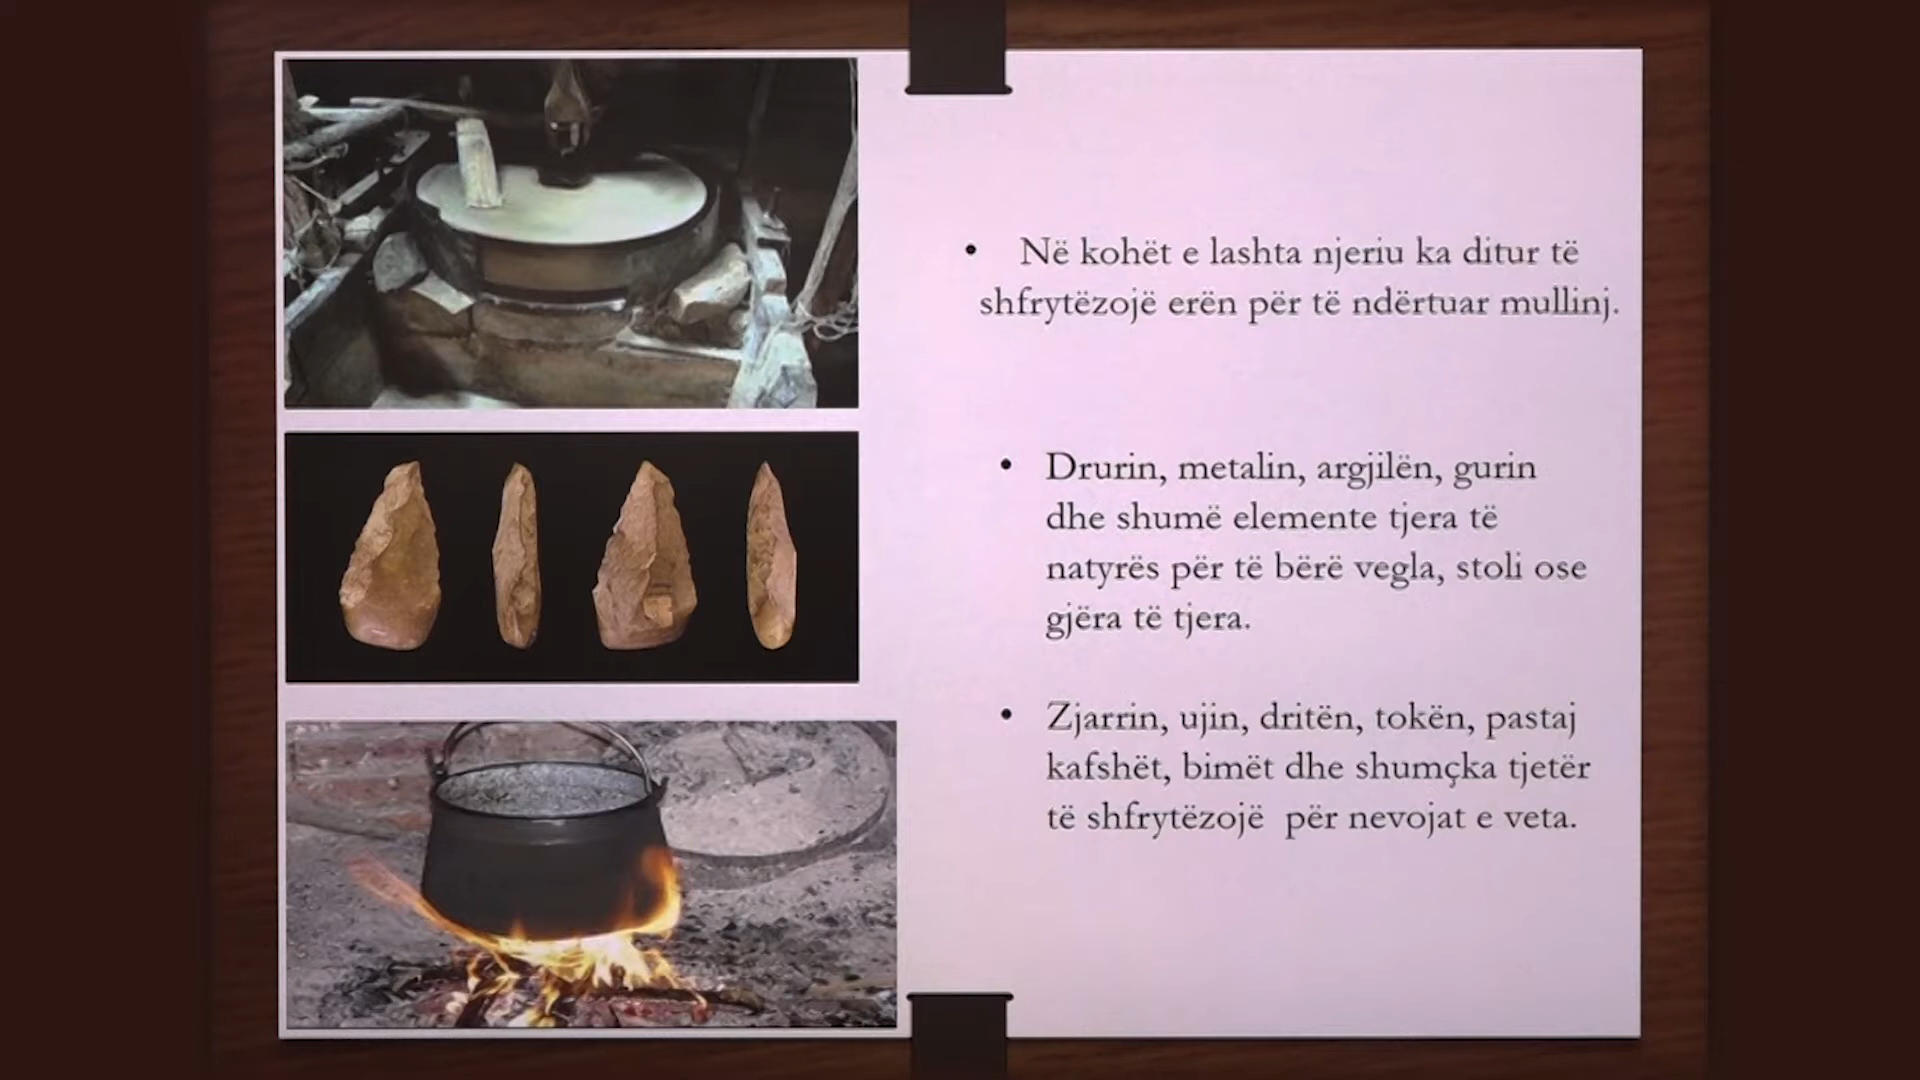 • Në kohët e lashta njeriu ka ditur të
shfrytëzojë erën për të ndërtuar mullinj.
• Drurin, metalin, argjilën, gurin
dhe shumë elemente tjera të
natyrës për të bërë vegla, stoli ose
gjëra të tjera.
• Zjarrin, ujin, dritën, tokën, pastaj
kafshët, bimët dhe shumçka tjetër
të shfrytëzojë për nevojat e veta.